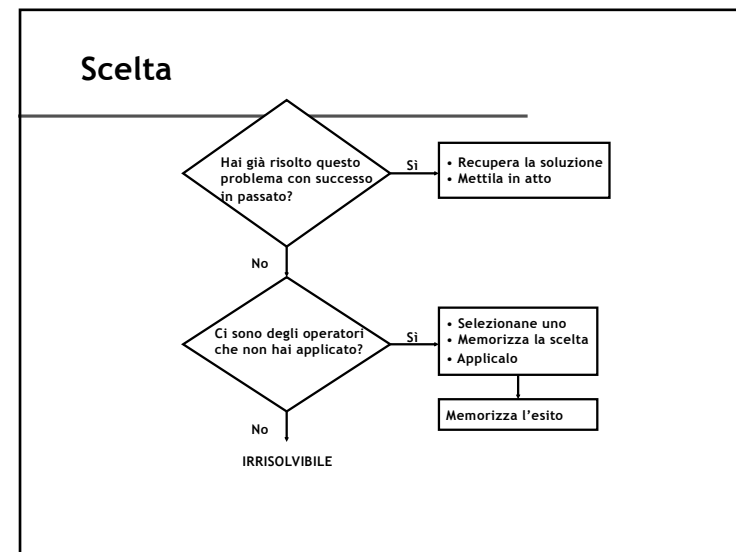 Scelta
Hai già risolto questo
problema con successo
in passato?
Sì
• Recupera la soluzione
• Mettila in atto
No
Ci sono degli operatori
che non hai applicato?
Sì
• Selezionane uno
• Memorizza la scelta
• Applicalo
Memorizza l'esito
No
IRRISOLVIBILE